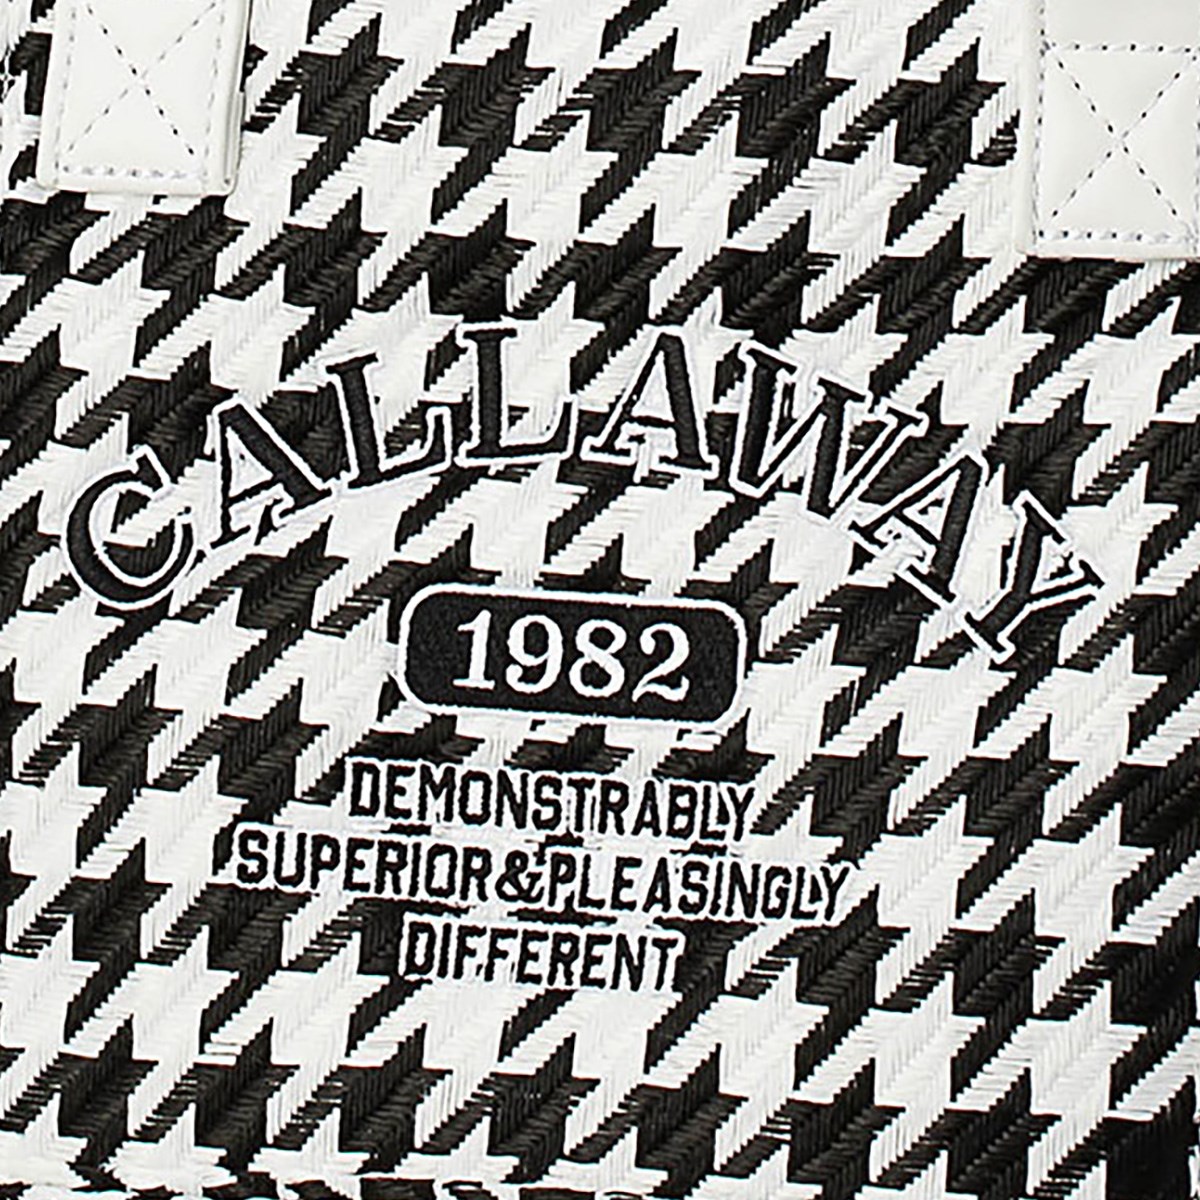 CALLAWAY
1982
DEMONSTRABLY
SUPERIOR&PLEASINGLY
DIFFERENT